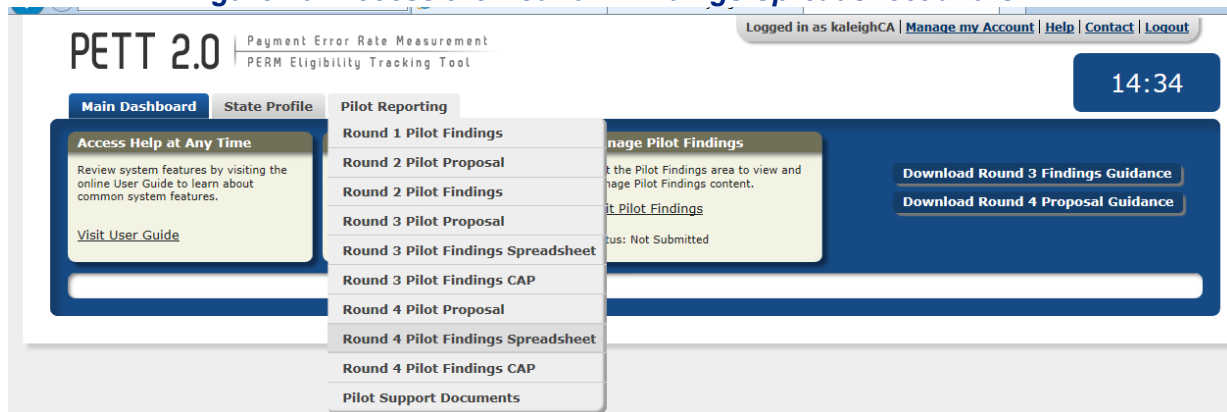 Logged in as kaleighCA | Manage my Account | Help | Contact | Logout
PETT 2.0
Payment Error Rate Measurement
PERM Eligibility Tracking Tool
14:34
Main Dashboard
State Profile
Pilot Reporting
Round 1 Pilot Findings
Round 2 Pilot Proposal
Round 2 Pilot Findings
Round 3 Pilot Proposal
Round 3 Pilot Findings Spreadsheet
Round 3 Pilot Findings CAP
Round 4 Pilot Proposal
Round 4 Pilot Findings Spreadsheet
Round 4 Pilot Findings CAP
Pilot Support Documents
Access Help at Any Time
Review system features by visiting the
online User Guide to learn about
common system features.
Visit User Guide
nage Pilot Findings
t the Pilot Findings area to view and
nage Pilot Findings content.
it Pilot Findings
tus: Not Submitted
Download Round 3 Findings Guidance
Download Round 4 Proposal Guidance